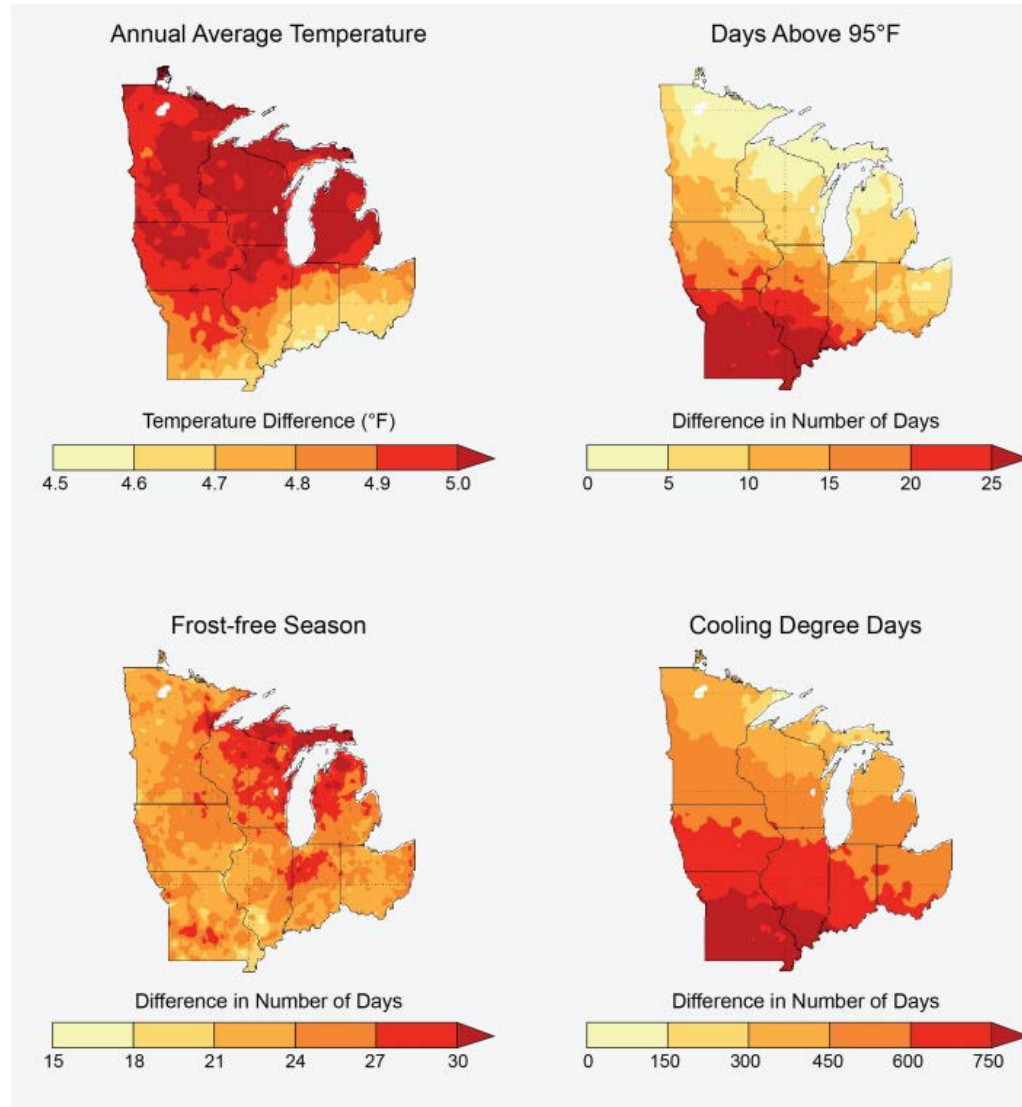 Annual Average Temperature
Days Above 95°F
Temperature Difference (°F)
4.5 4.6 4.7 4.8 4.9 5.0
Difference in Number of Days
0 5 10 15 20 25
Frost-free Season
Cooling Degree Days
Difference in Number of Days
15 18 21 24 27 30
Difference in Number of Days
0 150 300 450 600 750